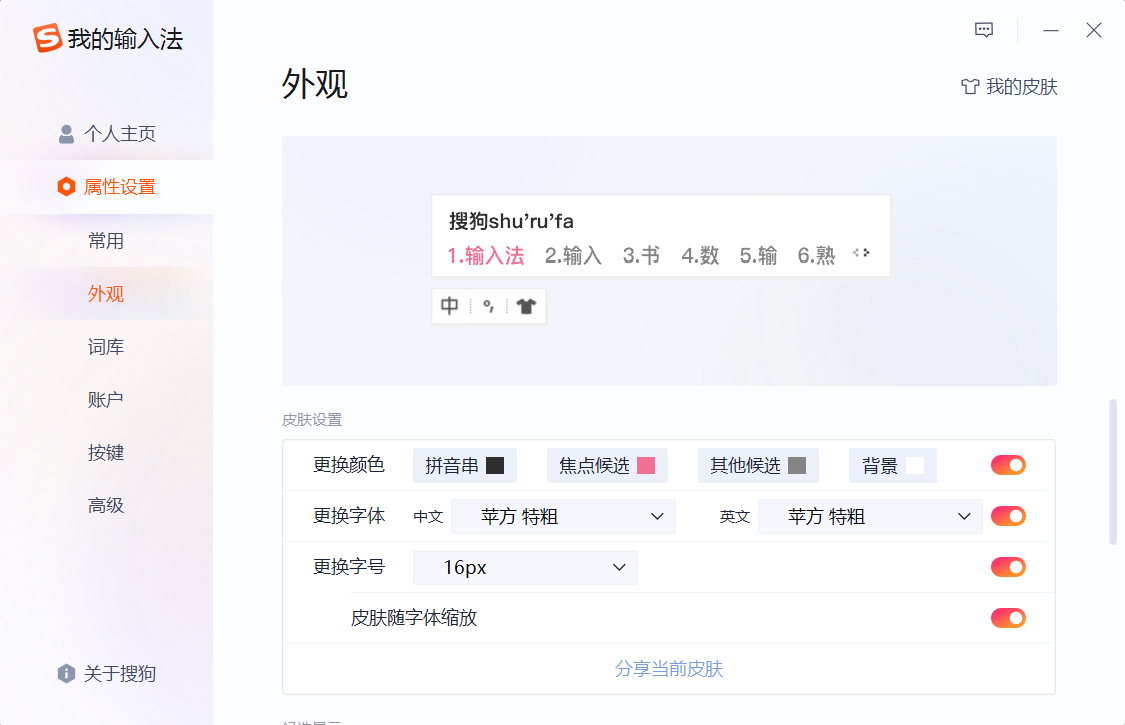 我的输入法
个人主页
属性设置
常用
外观
词库
账户
按键
高级
关于搜狗
外观
我的皮肤
搜狗shu'ru'fa
1.输入法 2.输入 3.书 4.数 5.输 6.熟
中
皮肤设置
更换颜色 拼音串 焦点候选 其他候选 背景
更换字体 中文 苹方 特粗 英文 苹方 特粗
更换字号 16px
皮肤随字体缩放
分享当前皮肤